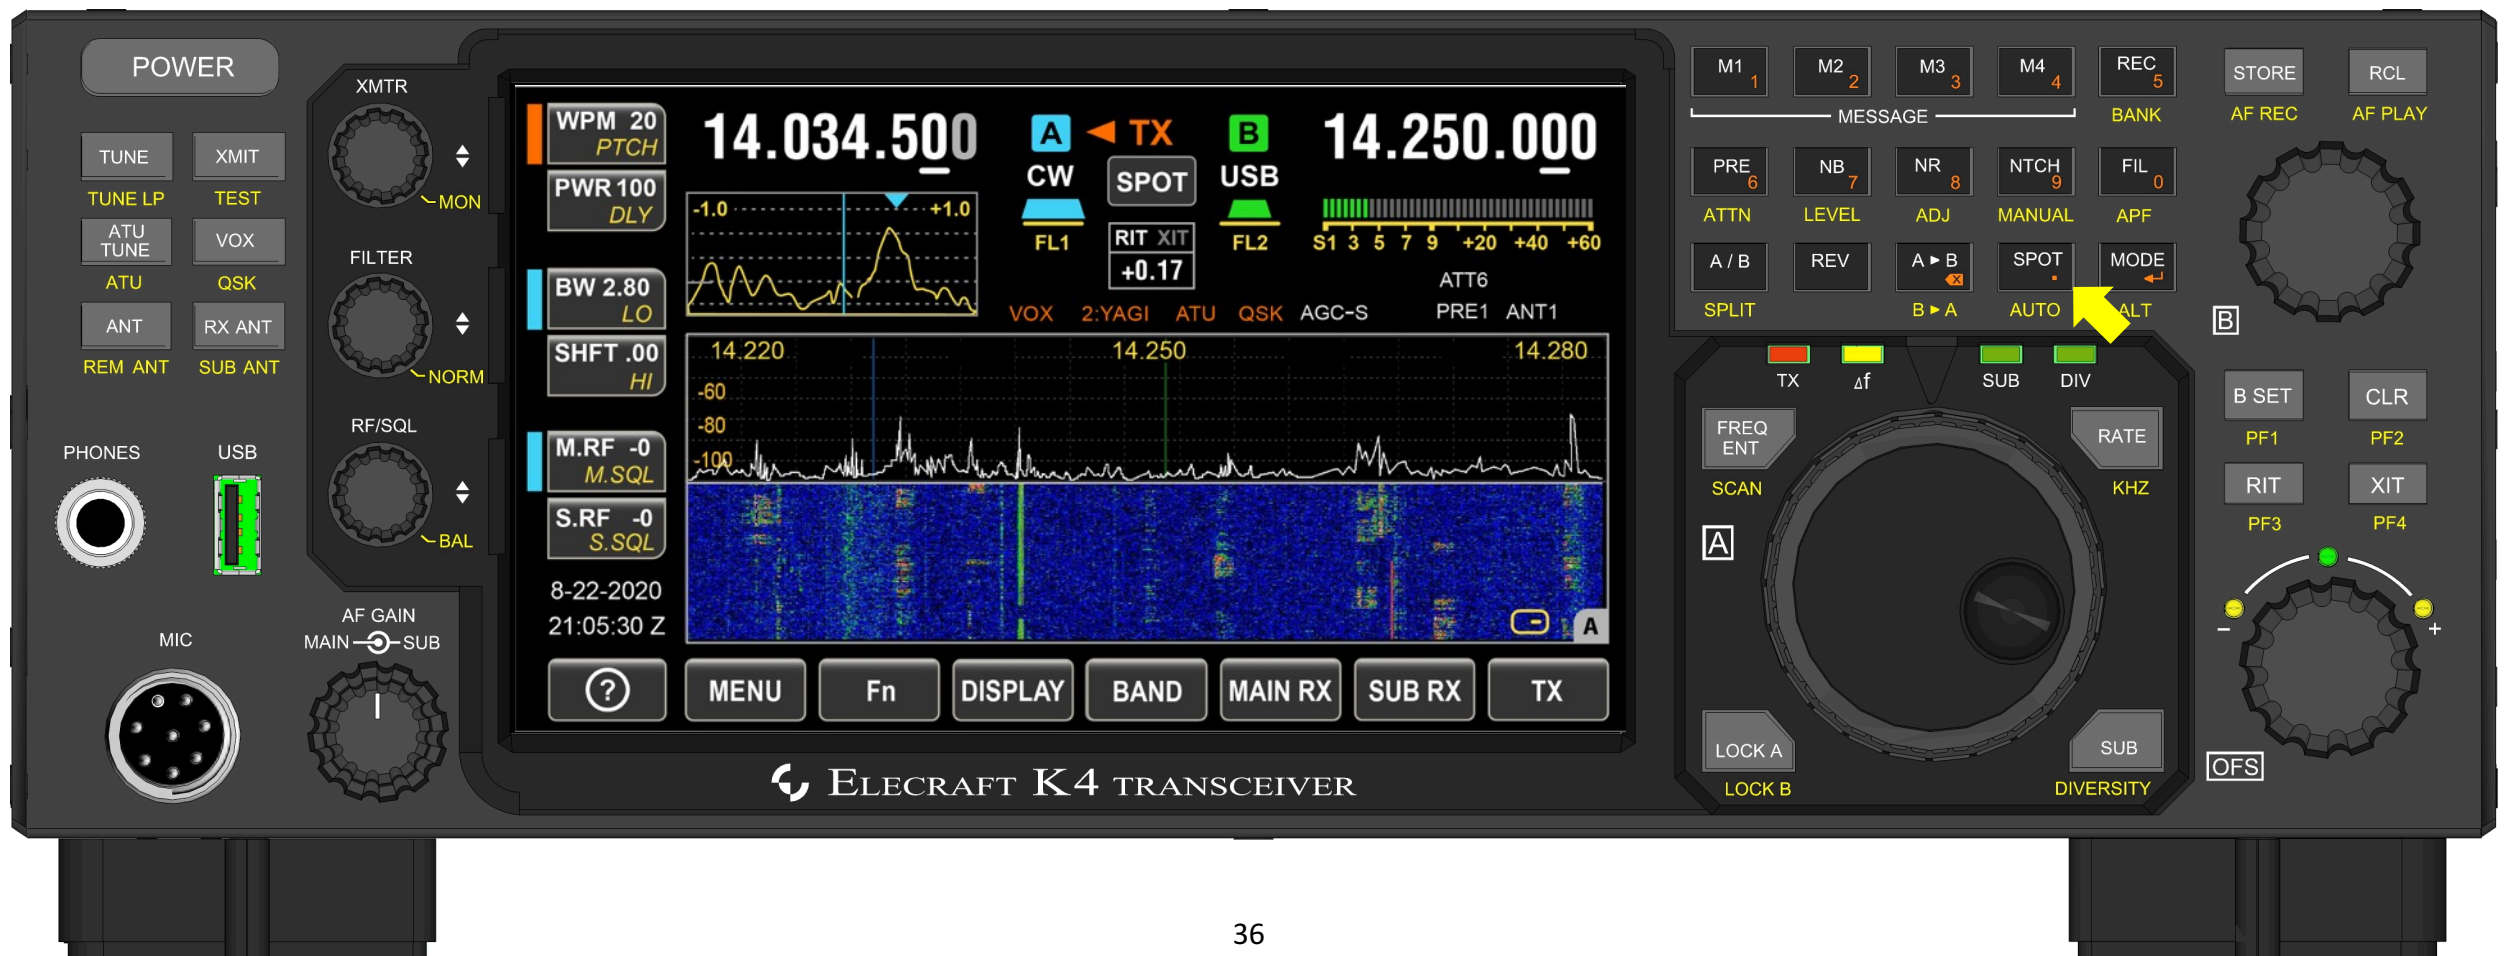 POWER
TUNE XMIT
TUNE LP TEST
ATU TUNE VOX
ATU QSK
ANT RX ANT
REM ANT SUB ANT
PHONES USB
MIC
XMTR
MON
FILTER
NORM
RF/SQL
BAL
AF GAIN
MAIN SUB
WPM 20
PTCH
PWR 100
DLY
BW 2.80
LO
SHFT .00
HI
M.RF -0
M.SQL
S.RF -0
S.SQL
8-22-2020
21:05:30 Z
14.034.500
A TX B
14.250.000
CW SPOT USB
-1.0 +1.0
FL1 RIT XIT FL2
+0.17
S1 3 5 7 9 +20 +40 +60
ATT6
VOX 2:YAGI ATU QSK AGC-S PRE1 ANT1
14.220 14.250 14.280
-60
-80
-100
A
? MENU Fn DISPLAY BAND MAIN RX SUB RX TX
ELECRAFT K4 TRANSCEIVER
M1 1 M2 2 M3 3 M4 4 REC 5
MESSAGE BANK
PRE 6 NB 7 NR 8 NTCH 9 FIL 0
ATTN LEVEL ADJ MANUAL APF
A / B REV A ▸ B SPOT . MODE
SPLIT B ▸ A AUTO ALT
TX Δf SUB DIV
FREQ ENT RATE
SCAN KHZ
A
LOCK A SUB
LOCK B DIVERSITY
STORE RCL
AF REC AF PLAY
B
B SET CLR
PF1 PF2
RIT XIT
PF3 PF4
− +
OFS
36